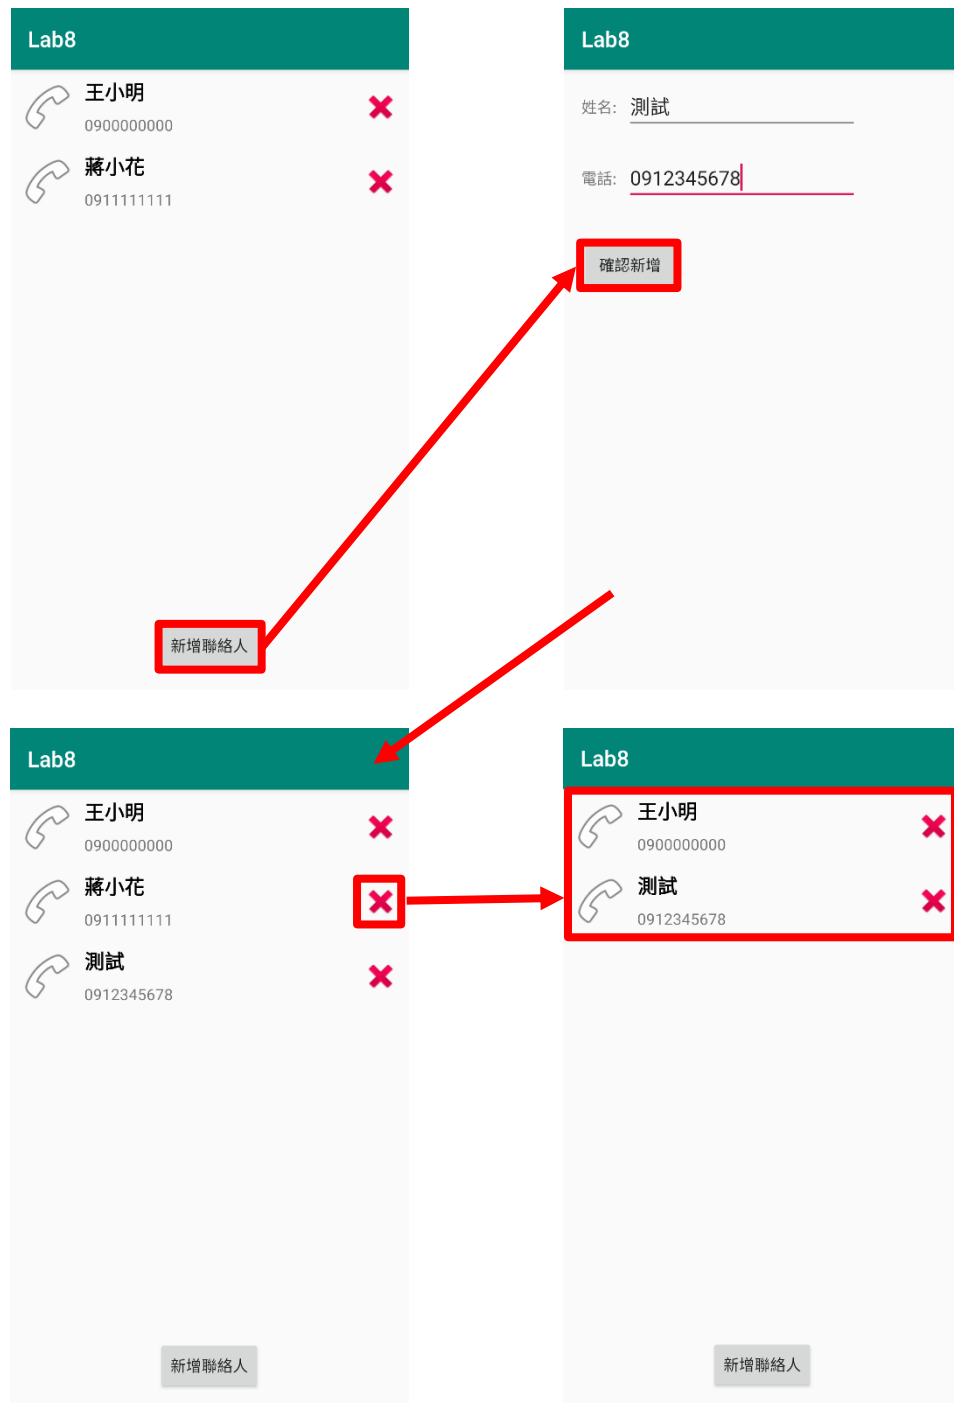 Lab8
王小明
0900000000
蔣小花
0911111111
新增聯絡人
Lab8
姓名: 測試
電話: 0912345678
確認新增
Lab8
王小明
0900000000
蔣小花
0911111111
測試
0912345678
新增聯絡人
Lab8
王小明
0900000000
測試
0912345678
新增聯絡人